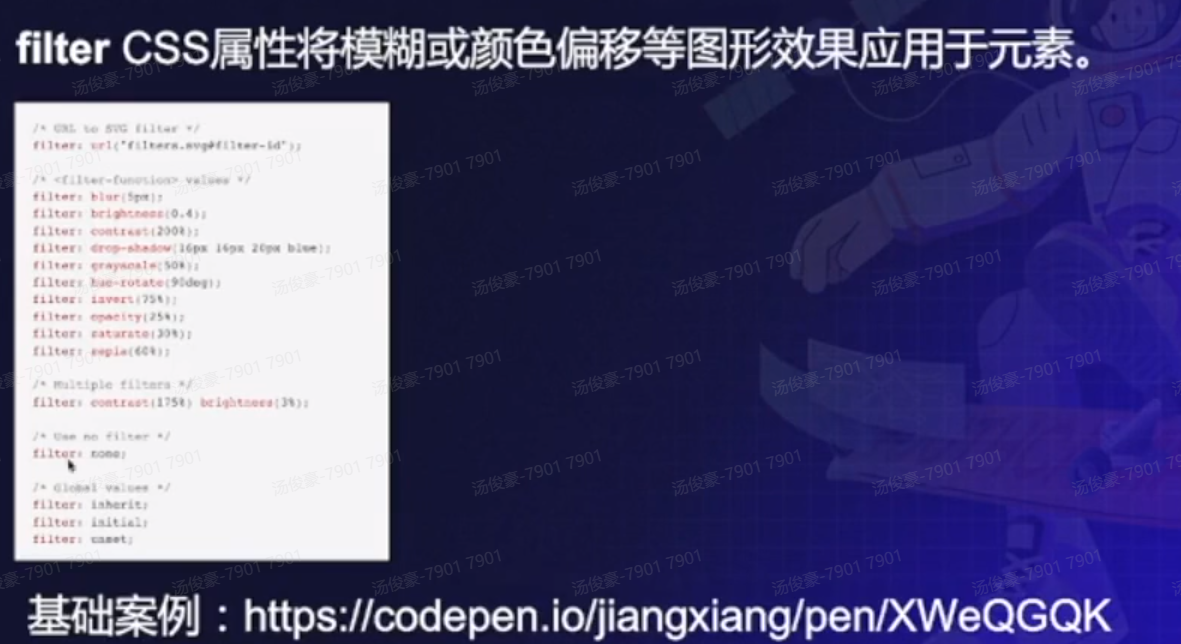 filter CSS属性将模糊或颜色偏移等图形效果应用于元素。
/* URL to SVG filter */
filter: url("filters.svg#filter-id");
/* <filter-function> values */
filter: blur(5px);
filter: brightness(0.4);
filter: contrast(200%);
filter: drop-shadow(16px 16px 20px blue);
filter: grayscale(50%);
filter: hue-rotate(90deg);
filter: invert(75%);
filter: opacity(25%);
filter: saturate(30%);
filter: sepia(60%);
/* Multiple filters */
filter: contrast(175%) brightness(3%);
/* Use no filter */
filter: none;
/* Global values */
filter: inherit;
filter: initial;
filter: unset;
基础案例：https://codepen.io/jiangxiang/pen/XWeQGQK
汤俊豪-7901 7901